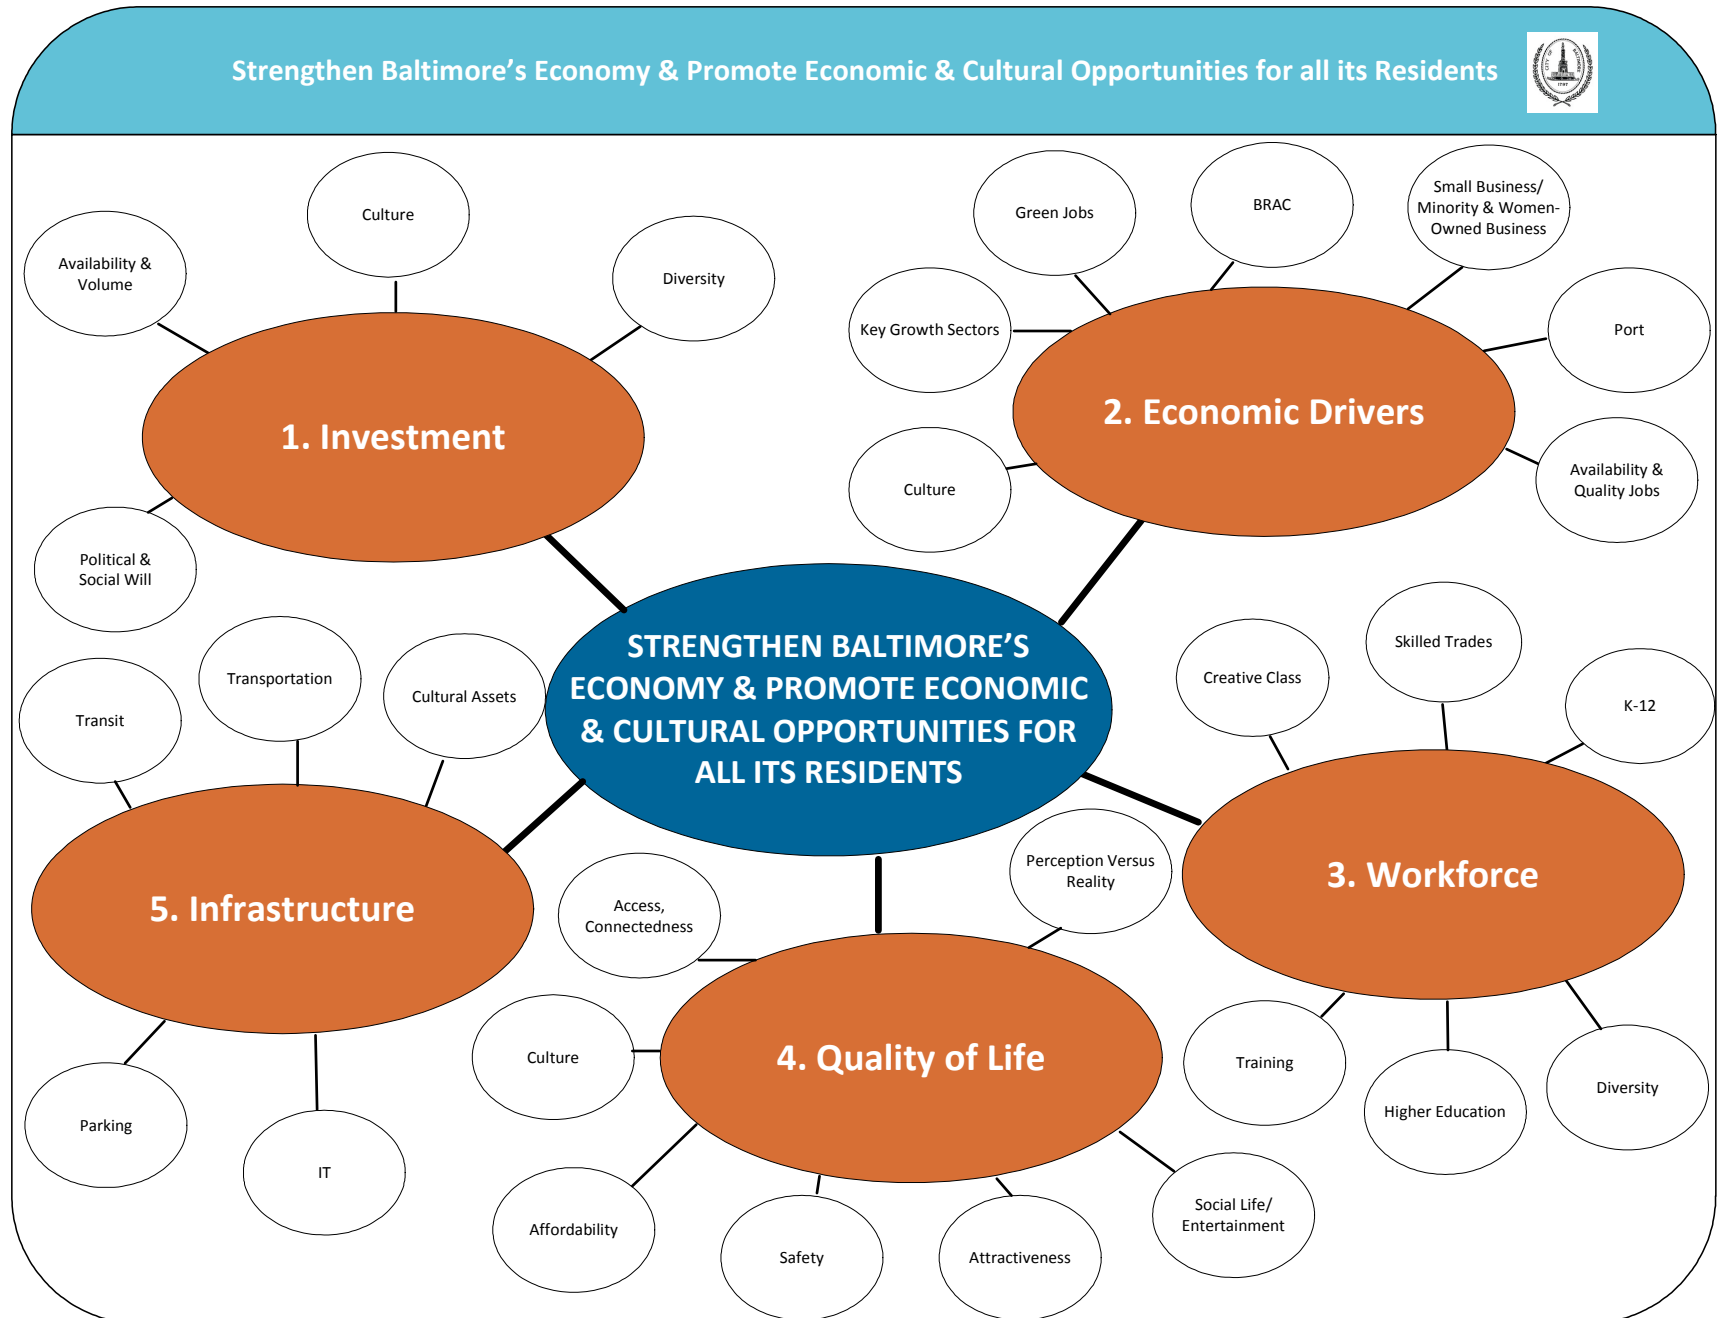 Strengthen Baltimore’s Economy & Promote Economic & Cultural Opportunities for all its Residents
CITY OF BALTIMORE
1797
Culture
Availability &
Volume
Diversity
1. Investment
Political &
Social Will
Green Jobs
BRAC
Small Business/
Minority & Women-
Owned Business
Key Growth Sectors
Port
2. Economic Drivers
Culture
Availability &
Quality Jobs
STRENGTHEN BALTIMORE’S
ECONOMY & PROMOTE ECONOMIC
& CULTURAL OPPORTUNITIES FOR
ALL ITS RESIDENTS
Creative Class
Skilled Trades
K-12
3. Workforce
Training
Higher Education
Diversity
Perception Versus
Reality
Access,
Connectedness
4. Quality of Life
Culture
Affordability
Safety
Attractiveness
Social Life/
Entertainment
Transit
Transportation
Cultural Assets
5. Infrastructure
Parking
IT